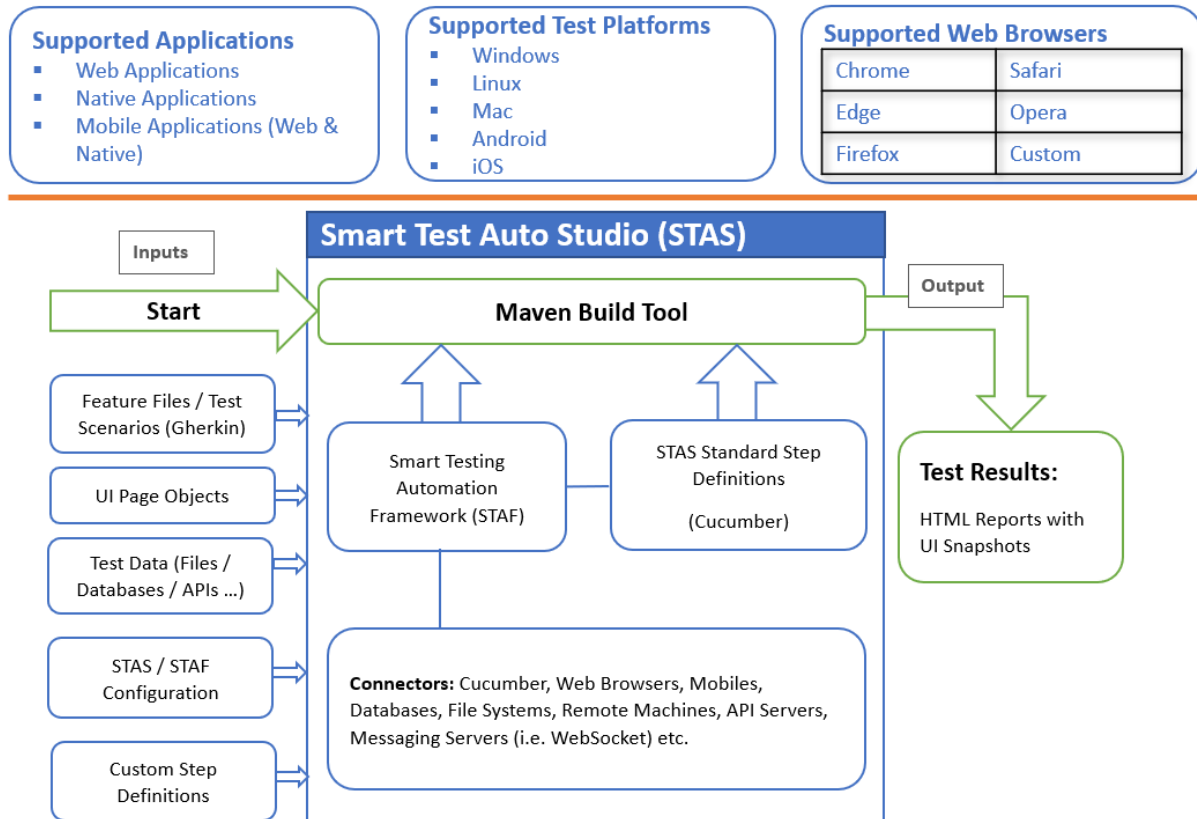 Supported Applications
▪ Web Applications
▪ Native Applications
▪ Mobile Applications (Web &
Native)
Supported Test Platforms
▪ Windows
▪ Linux
▪ Mac
▪ Android
▪ iOS
Supported Web Browsers
Chrome Safari
Edge Opera
Firefox Custom
Inputs
Start
Smart Test Auto Studio (STAS)
Maven Build Tool
Output
Feature Files / Test
Scenarios (Gherkin)
UI Page Objects
Test Data (Files /
Databases / APIs ...)
STAS / STAF
Configuration
Custom Step
Definitions
Smart Testing
Automation
Framework (STAF)
STAS Standard Step
Definitions
(Cucumber)
Connectors: Cucumber, Web Browsers, Mobiles,
Databases, File Systems, Remote Machines, API Servers,
Messaging Servers (i.e. WebSocket) etc.
Test Results:
HTML Reports with
UI Snapshots